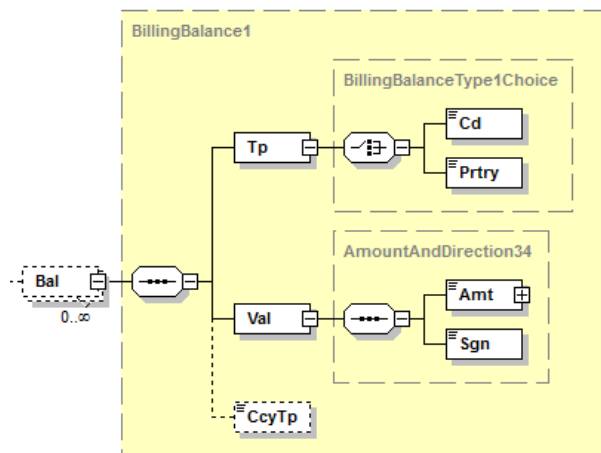 BillingBalance1
BillingBalanceType1Choice
Cd
Tp
Prtry
AmountAndDirection34
Bal
0..∞
Amt
Val
Sgn
CcyTp